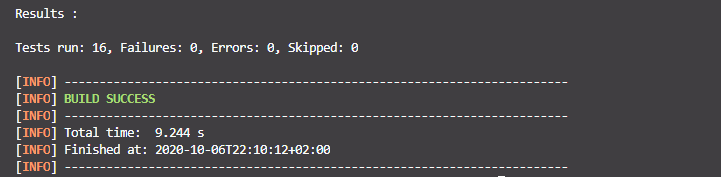 Results :
Tests run: 16, Failures: 0, Errors: 0, Skipped: 0
[INFO] ------------------------------------------------------------------------
[INFO] BUILD SUCCESS
[INFO] ------------------------------------------------------------------------
[INFO] Total time:  9.244 s
[INFO] Finished at: 2020-10-06T22:10:12+02:00
[INFO] ------------------------------------------------------------------------